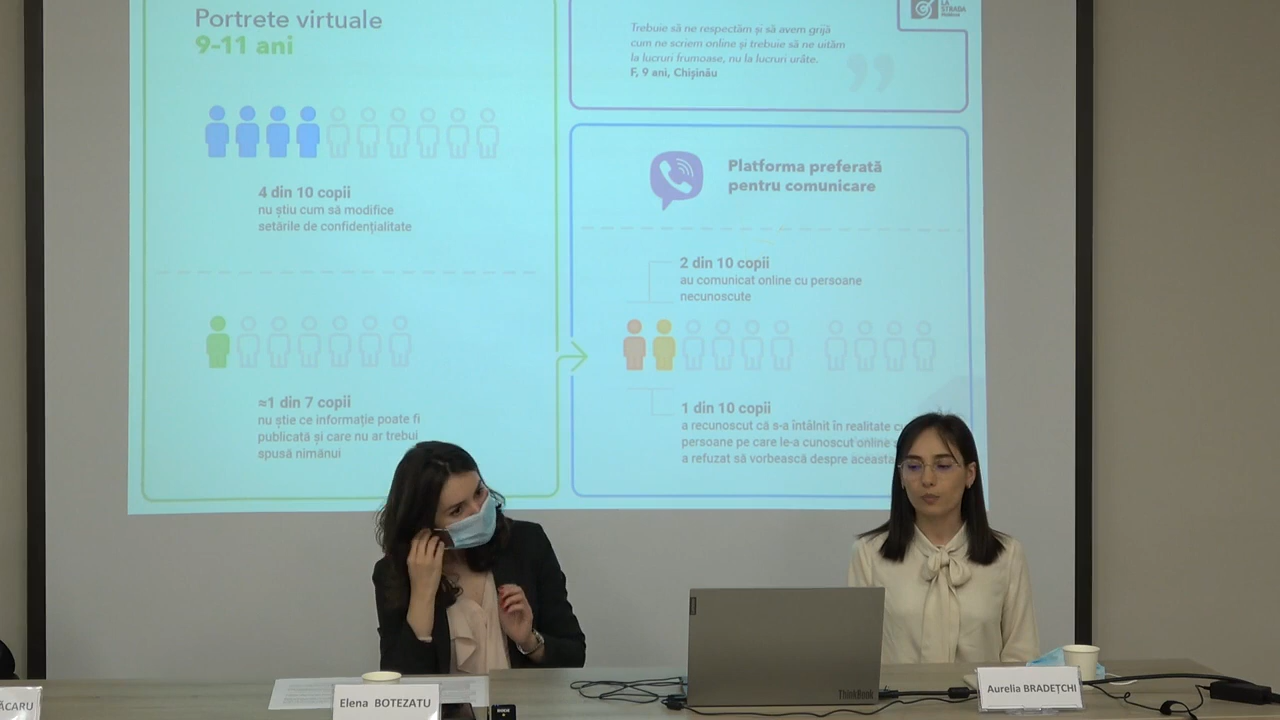 Portrete virtuale
9-11 ani
4 din 10 copii
nu știu cum să modifice
setările de confidențialitate
≈1 din 7 copii
nu știe ce informație poate fi
publicată și care nu ar trebui
spusă nimănui
LA
STRADA
Trebuie să ne respectăm și să avem grijă
cum ne scriem online și trebuie să ne uităm
la lucruri frumoase, nu la lucruri urâte.
F, 9 ani, Chișinău
Platforma preferată
pentru comunicare
2 din 10 copii
au comunicat online cu persoane
necunoscute
1 din 10 copii
a recunoscut că s-a întâlnit în realitate cu
persoane pe care le-a cunoscut online
a refuzat să vorbească despre aceasta
ĂCARU
Elena BOTEZATU
ThinkBook
Aurelia BRADEȚCHI